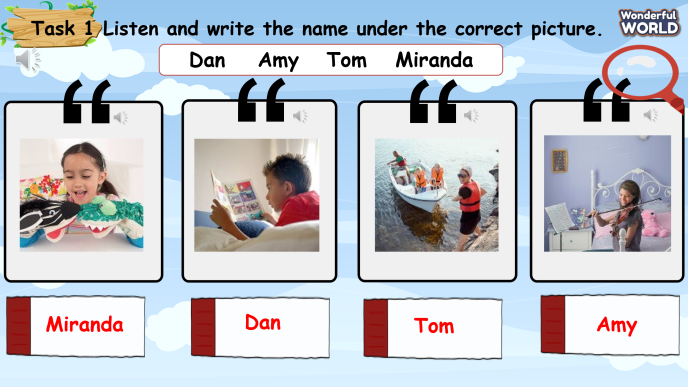 Task 1 Listen and write the name under the correct picture.
Wonderful
WORLD
Dan Amy Tom Miranda
Miranda
Dan
Tom
Amy